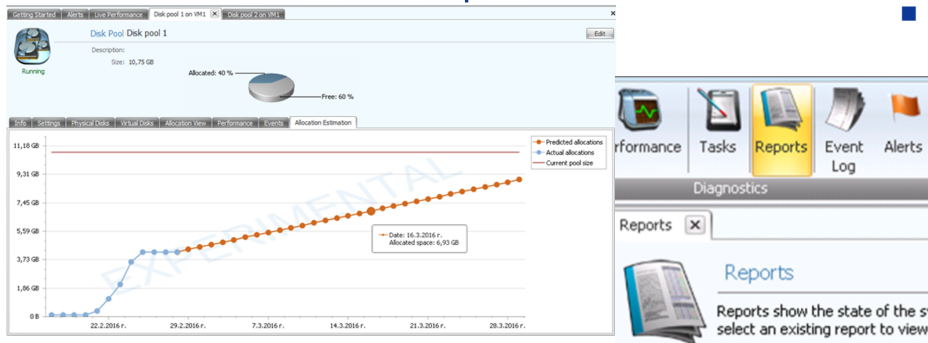 Getting Started
Alerts
Live Performance
Disk pool 1 on VM1
Disk pool 2 on VM1
Disk Pool Disk pool 1
Edit
Description:
Size: 10,75 GB
Running
Allocated: 40 %
Free: 60 %
Info
Settings
Physical Disks
Virtual Disks
Allocation View
Performance
Events
Allocation Estimation
11,18 GB
9,31 GB
7,45 GB
5,59 GB
3,73 GB
1,86 GB
0 B
22.2.2016 г.
29.2.2016 г.
7.3.2016 г.
14.3.2016 г.
21.3.2016 г.
28.3.2016 г.
Predicted allocations
Actual allocations
Current pool size
Date: 16.3.2016 г.
Allocated space: 6,93 GB
EXPERIMENTAL
rformance
Tasks
Reports
Event
Log
Alerts
Diagnostics
Reports
Reports
Reports show the state of the s
select an existing report to view